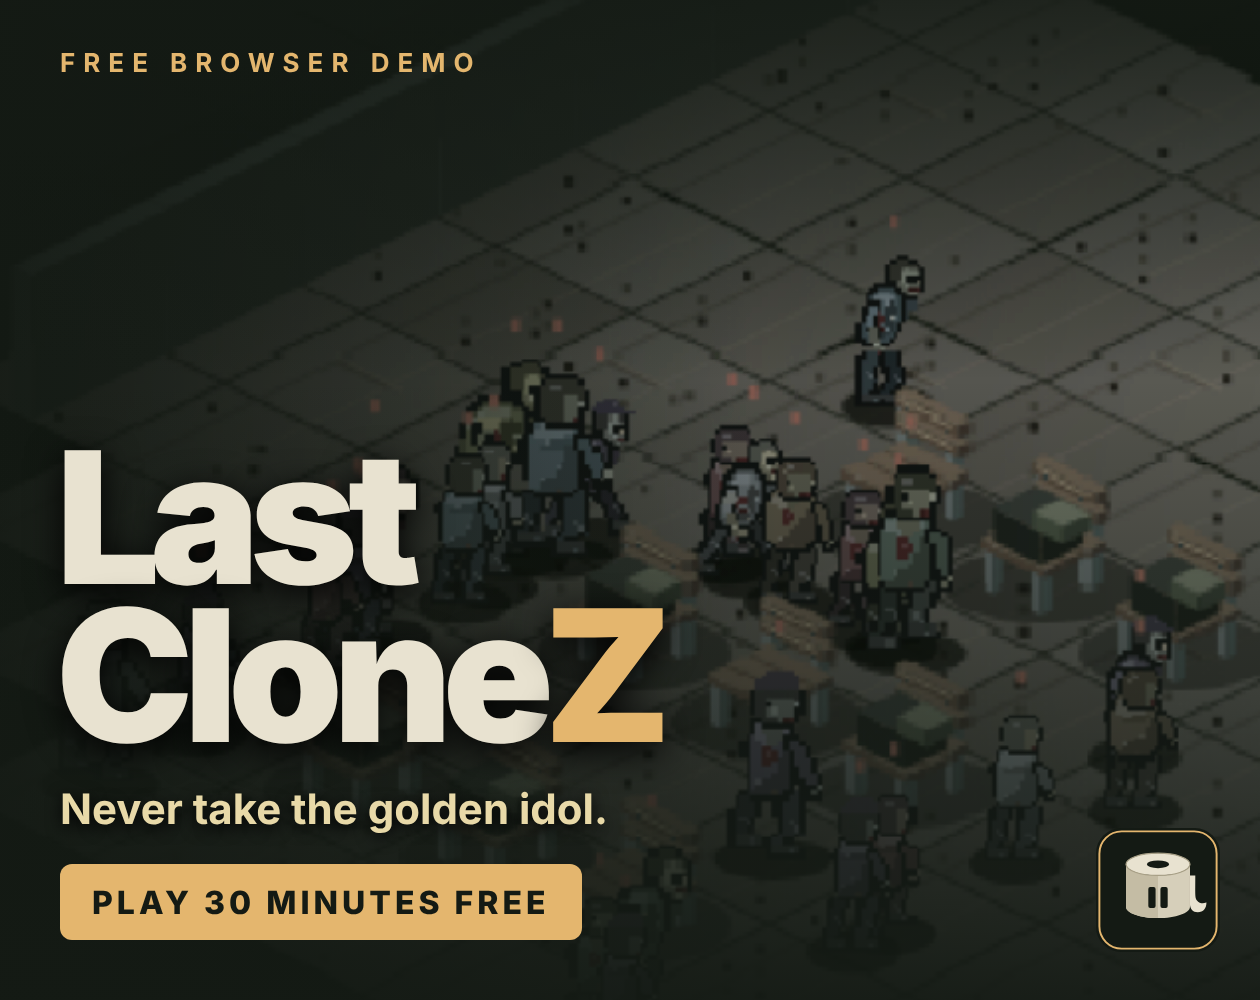 FREE BROWSER DEMO
Last
CloneZ
Never take the golden idol.
PLAY 30 MINUTES FREE